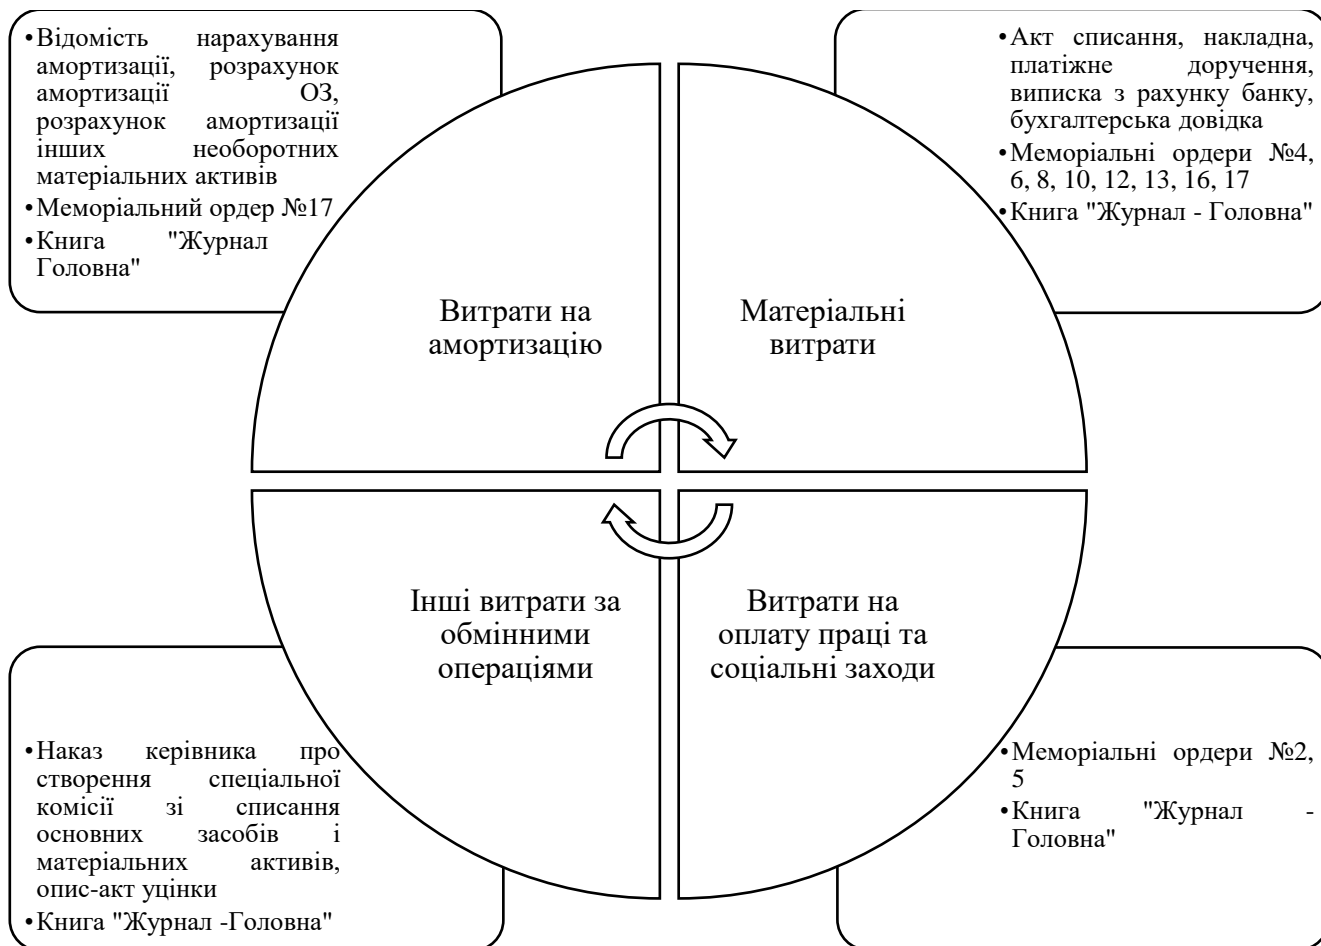 •Відомість нарахування
амортизації, розрахунок
амортизації ОЗ,
розрахунок амортизації
інших необоротних
матеріальних активів
•Меморіальний ордер №17
•Книга "Журнал
Головна"
•Акт списання, накладна,
платіжне доручення,
виписка з рахунку банку,
бухгалтерська довідка
•Меморіальні ордери №4,
6, 8, 10, 12, 13, 16, 17
•Книга "Журнал - Головна"
Витрати на
амортизацію
Матеріальні
витрати
Інші витрати за
обмінними
операціями
Витрати на
оплату праці та
соціальні заходи
•Наказ керівника про
створення спеціальної
комісії зі списання
основних засобів і
матеріальних активів,
опис-акт уцінки
•Книга "Журнал -Головна"
•Меморіальні ордери №2,
5
•Книга "Журнал -
Головна"